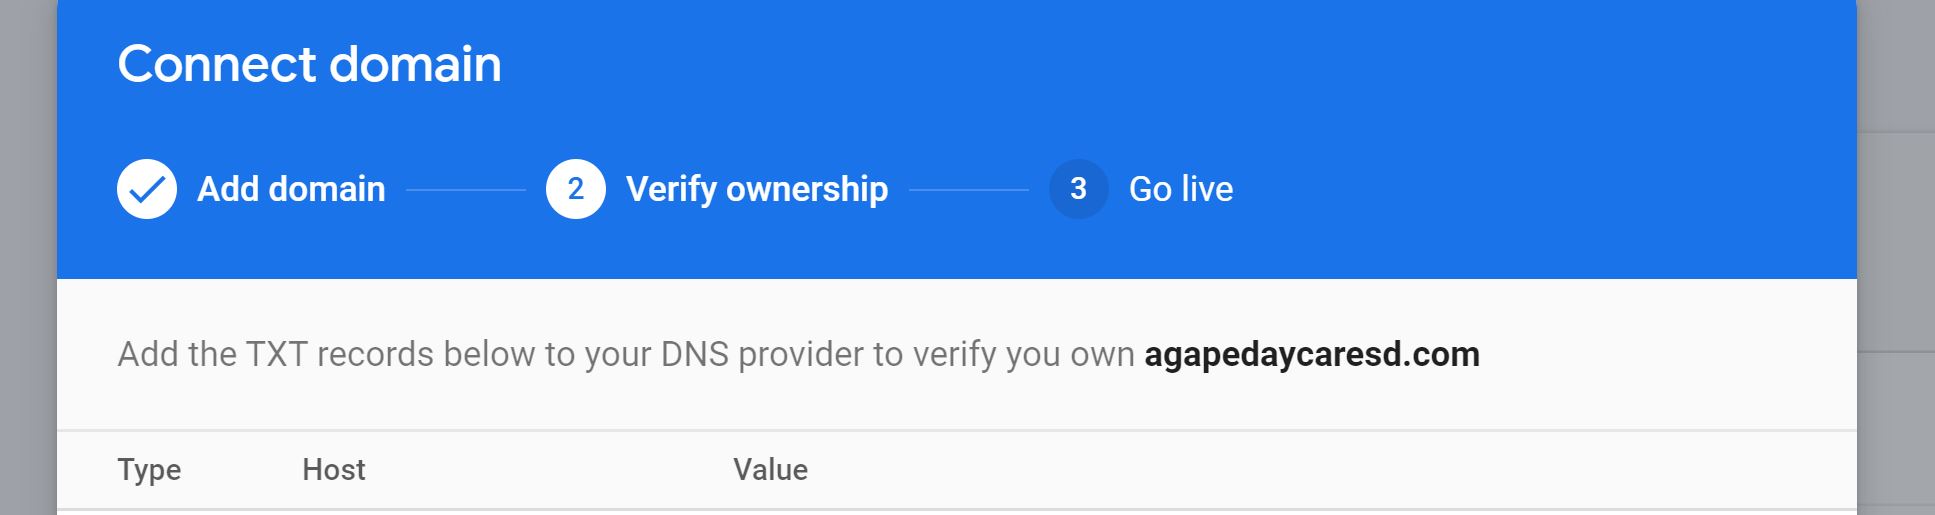 Connect domain
Add domain 2 Verify ownership 3 Go live
Add the TXT records below to your DNS provider to verify you own agapedaycaresd.com
Type Host Value